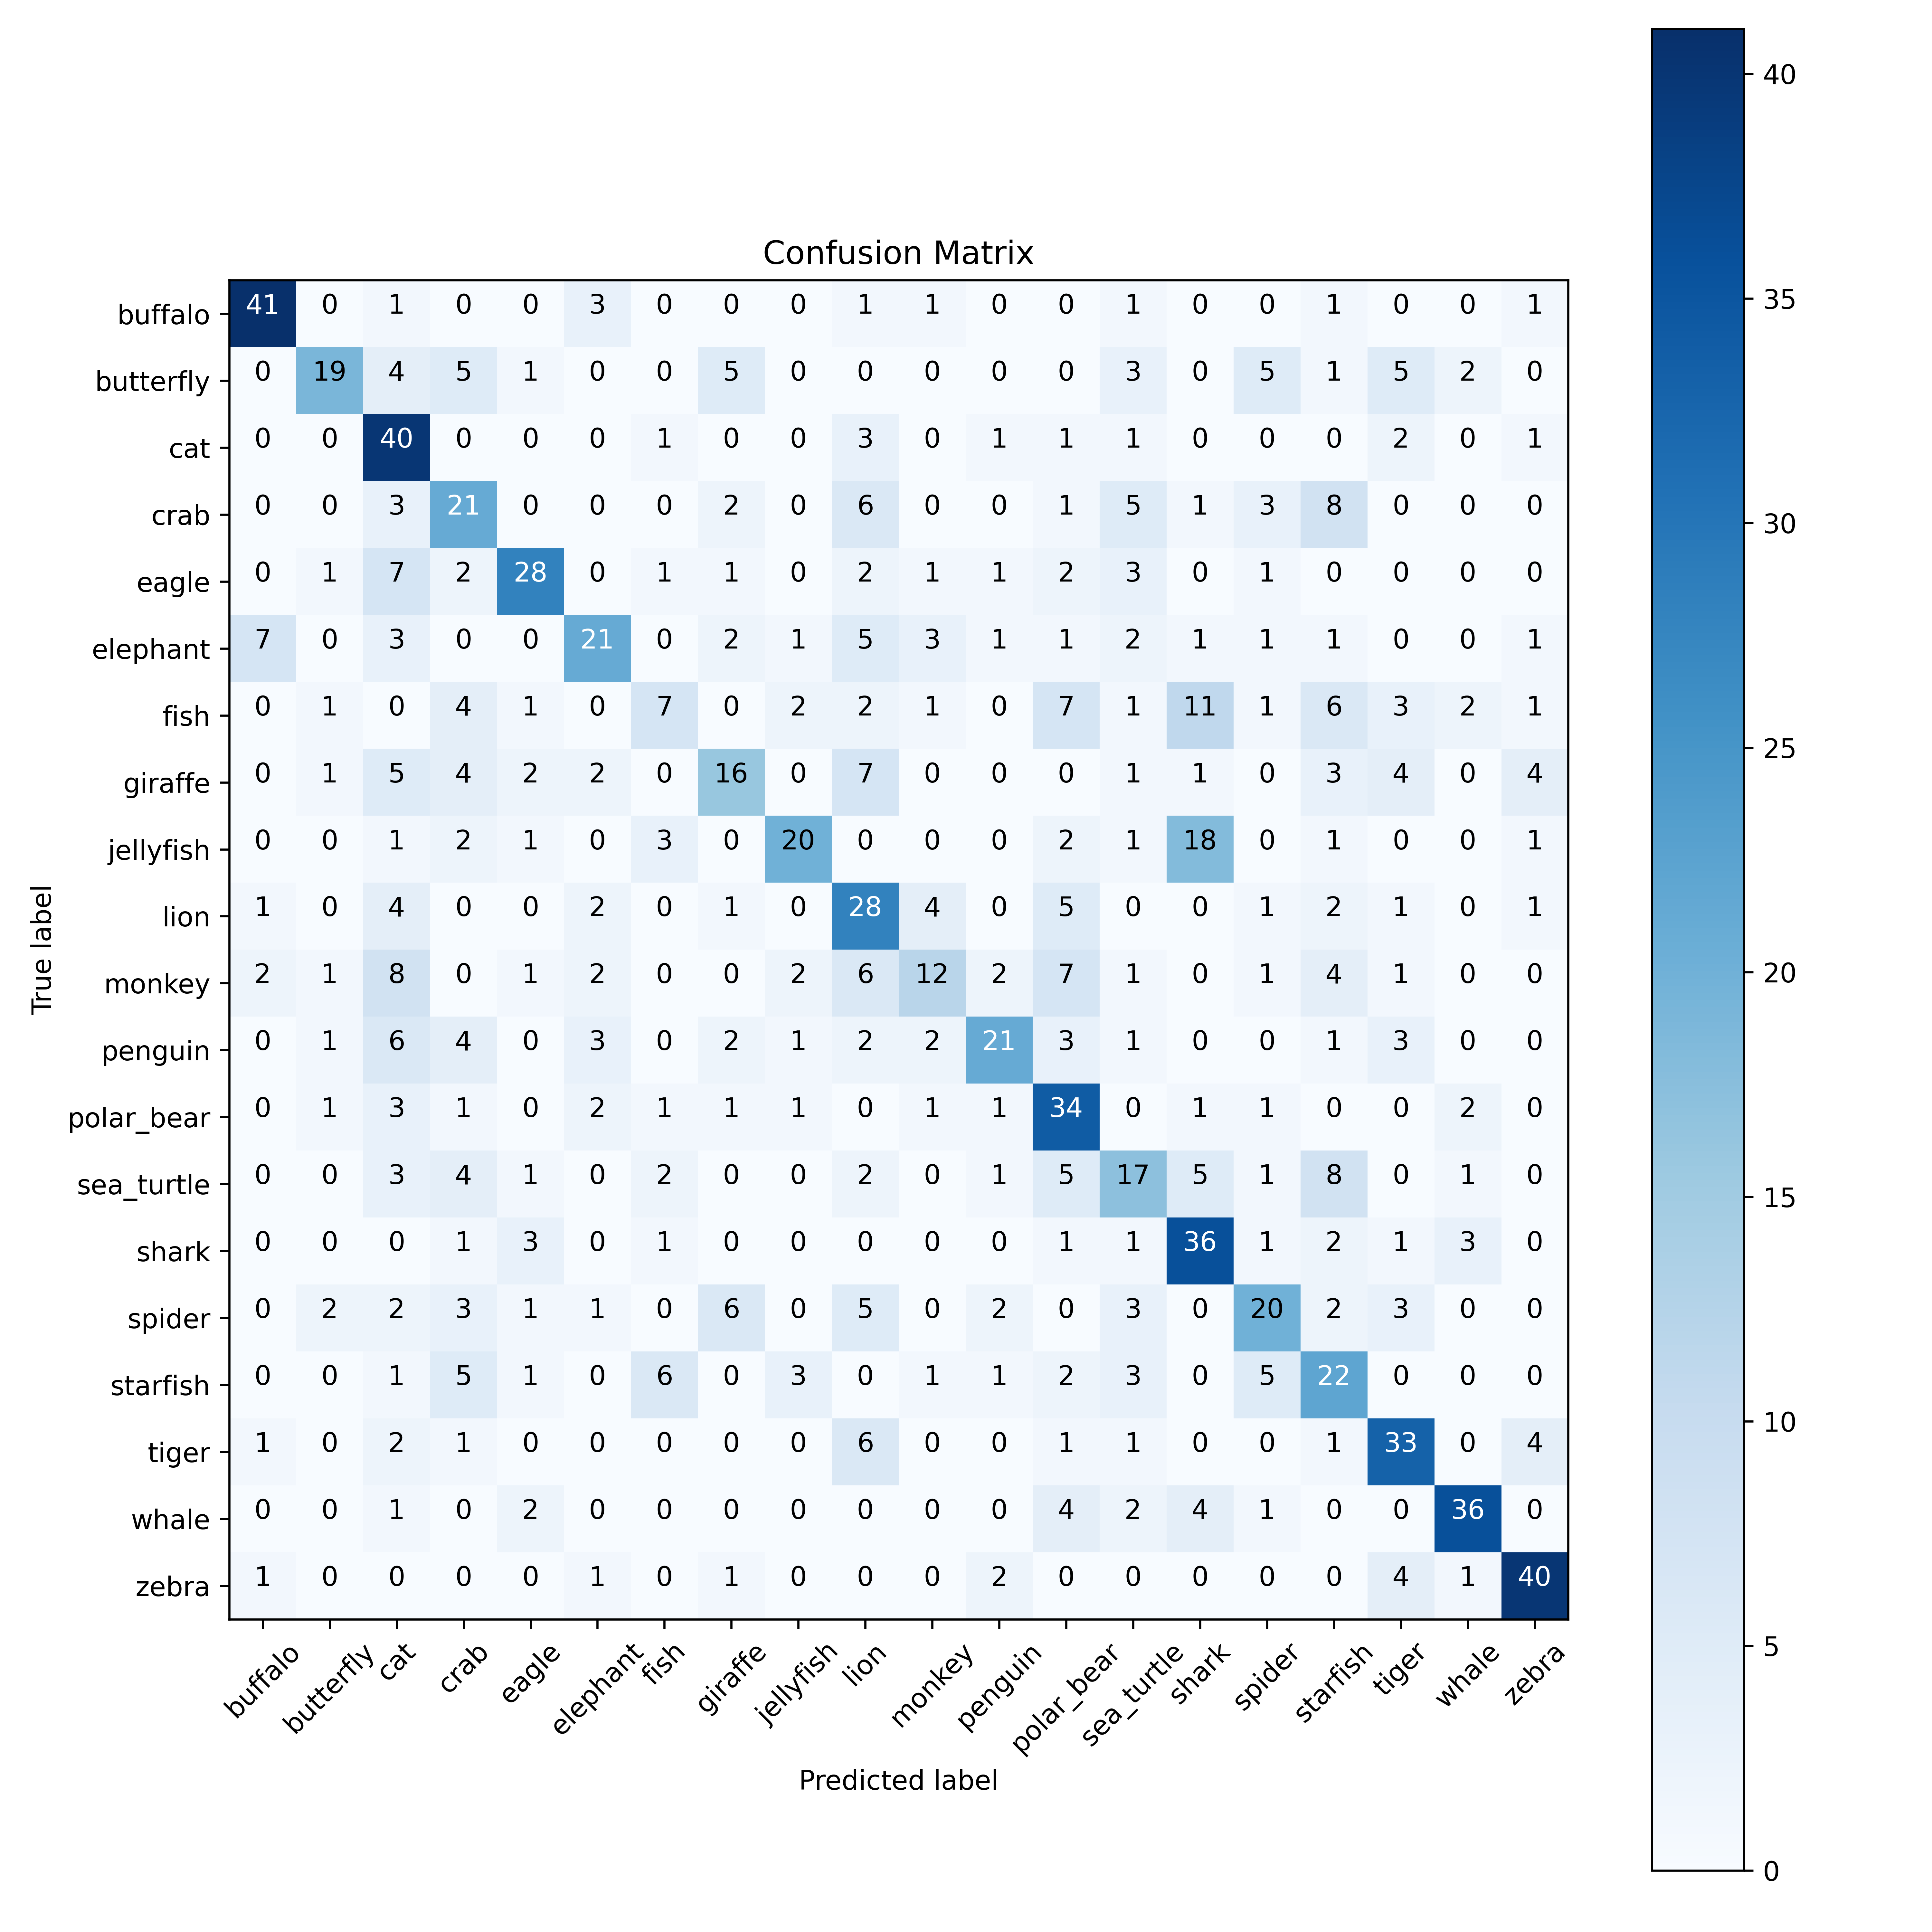 Confusion Matrix
buffalo 41 0 1 0 0 3 0 0 0 1 1 0 0 1 0 0 1 0 0 1
butterfly 0 19 4 5 1 0 0 5 0 0 0 0 0 3 0 5 1 5 2 0
cat 0 0 40 0 0 0 1 0 0 3 0 1 1 1 0 0 0 2 0 1
crab 0 0 3 21 0 0 0 2 0 6 0 0 1 5 1 3 8 0 0 0
eagle 0 1 7 2 28 0 1 1 0 2 1 1 2 3 0 1 0 0 0 0
elephant 7 0 3 0 0 21 0 2 1 5 3 1 1 2 1 1 1 0 0 1
fish 0 1 0 4 1 0 7 0 2 2 1 0 7 1 11 1 6 3 2 1
giraffe 0 1 5 4 2 2 0 16 0 7 0 0 0 1 1 0 3 4 0 4
jellyfish 0 0 1 2 1 0 3 0 20 0 0 0 2 1 18 0 1 0 0 1
lion 1 0 4 0 0 2 0 1 0 28 4 0 5 0 0 1 2 1 0 1
monkey 2 1 8 0 1 2 0 0 2 6 12 2 7 1 0 1 4 1 0 0
penguin 0 1 6 4 0 3 0 2 1 2 2 21 3 1 0 0 1 3 0 0
polar_bear 0 1 3 1 0 2 1 1 1 0 1 1 34 0 1 1 0 0 2 0
sea_turtle 0 0 3 4 1 0 2 0 0 2 0 1 5 17 5 1 8 0 1 0
shark 0 0 0 1 3 0 1 0 0 0 0 0 1 1 36 1 2 1 3 0
spider 0 2 2 3 1 1 0 6 0 5 0 2 0 3 0 20 2 3 0 0
starfish 0 0 1 5 1 0 6 0 3 0 1 1 2 3 0 5 22 0 0 0
tiger 1 0 2 1 0 0 0 0 0 6 0 0 1 1 0 0 1 33 0 4
whale 0 0 1 0 2 0 0 0 0 0 0 0 4 2 4 1 0 0 36 0
zebra 1 0 0 0 0 1 0 1 0 0 0 2 0 0 0 0 0 4 1 40
buffalo butterfly cat crab eagle elephant fish giraffe jellyfish lion monkey penguin polar_bear sea_turtle shark spider starfish tiger whale zebra
Predicted label
True label
40
35
30
25
20
15
10
5
0